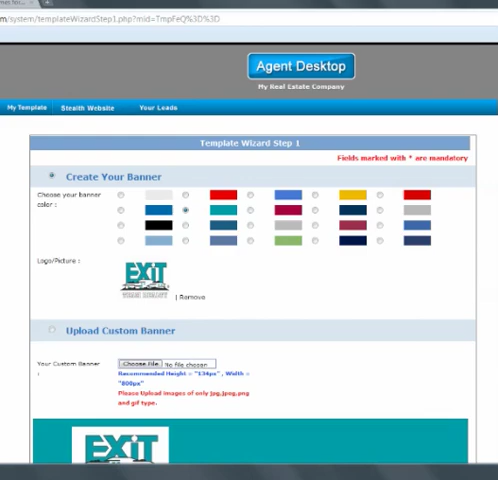 m/system/templateWizardStep1.php?mid=TmpFeQ%3D%3D
Agent Desktop
My Real Estate Company
My Template Stealth Website Your Leads
Template Wizard Step 1
Fields marked with * are mandatory
Create Your Banner
Choose your banner
color :
Logo/Picture :
EXIT
| Remove
Upload Custom Banner
Your Custom Banner
:
Choose File No file chosen
Recommended Height = "134px" , Width =
"800px"
Please Upload images of only jpg,jpeg,png
and gif type.
EXIT